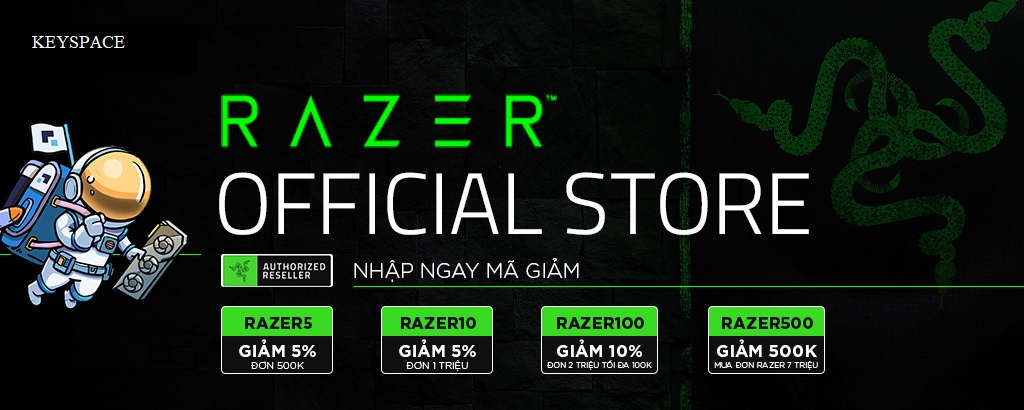 KEYSPACE
RAZER™
OFFICIAL STORE
AUTHORIZED
RESELLER
NHẬP NGAY MÃ GIẢM
RAZER5
GIẢM 5%
ĐƠN 500K
RAZER10
GIẢM 5%
ĐƠN 1 TRIỆU
RAZER100
GIẢM 10%
ĐƠN 2 TRIỆU TỐI ĐA 100K
RAZER500
GIẢM 500K
MUA ĐƠN RAZER 7 TRIỆU